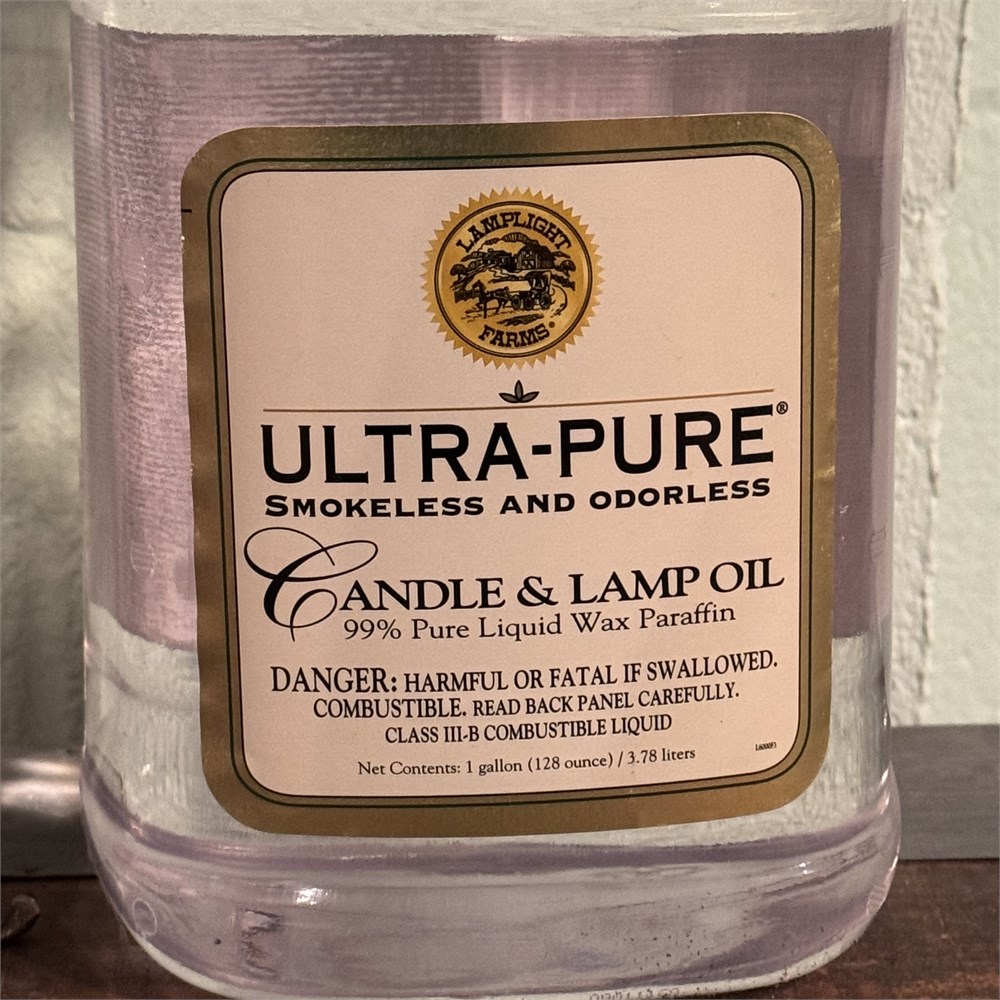 LAMPLIGHT
FARMS®
ULTRA-PURE®
SMOKELESS AND ODORLESS
CANDLE & LAMP OIL
99% Pure Liquid Wax Paraffin
DANGER: HARMFUL OR FATAL IF SWALLOWED.
COMBUSTIBLE. READ BACK PANEL CAREFULLY.
CLASS III-B COMBUSTIBLE LIQUID
Net Contents: 1 gallon (128 ounce) / 3.78 liters